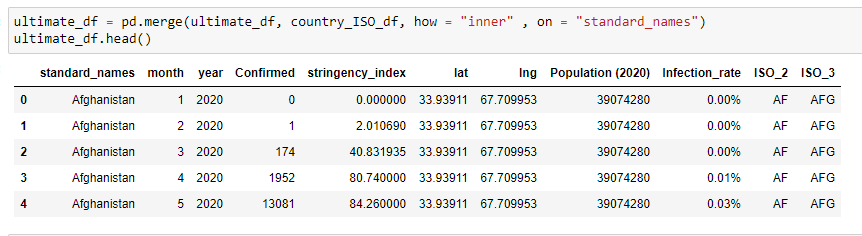 ultimate_df = pd.merge(ultimate_df, country_ISO_df, how = "inner" , on = "standard_names")
ultimate_df.head()
standard_names month year Confirmed stringency_index lat lng Population (2020) Infection_rate ISO_2 ISO_3
0 Afghanistan 1 2020 0 0.000000 33.93911 67.709953 39074280 0.00% AF AFG
1 Afghanistan 2 2020 1 2.010690 33.93911 67.709953 39074280 0.00% AF AFG
2 Afghanistan 3 2020 174 40.831935 33.93911 67.709953 39074280 0.00% AF AFG
3 Afghanistan 4 2020 1952 80.740000 33.93911 67.709953 39074280 0.01% AF AFG
4 Afghanistan 5 2020 13081 84.260000 33.93911 67.709953 39074280 0.03% AF AFG